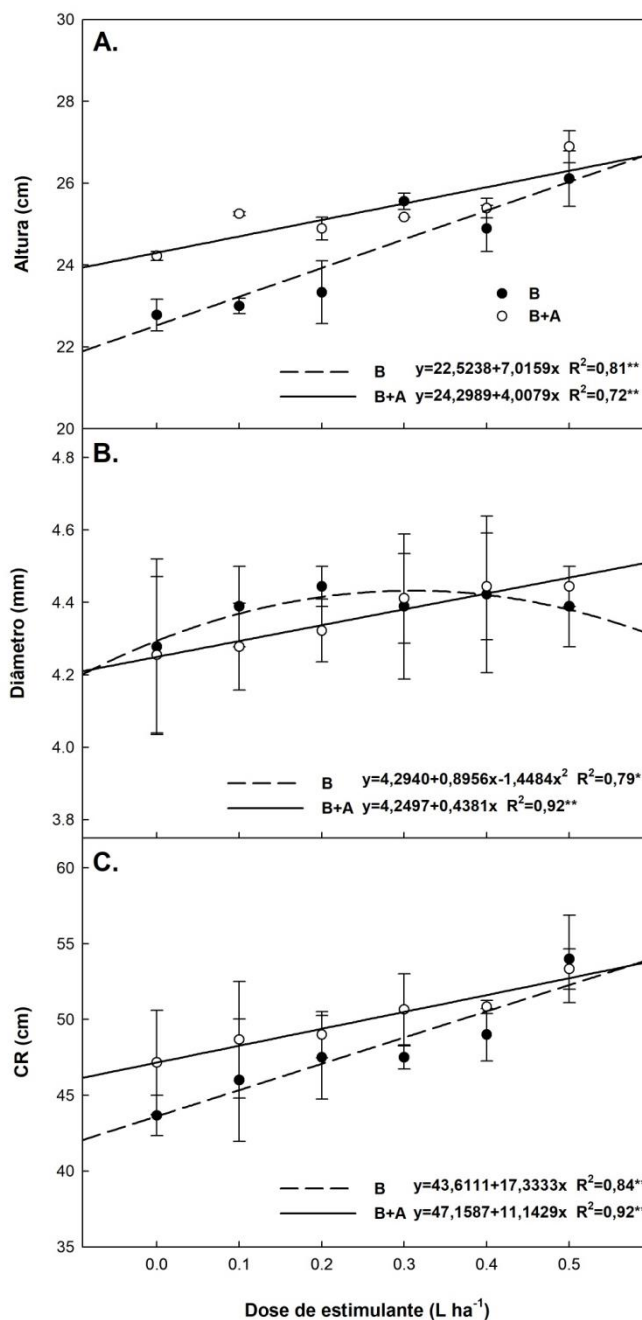 A.
30
28
26
24
22
20
Altura (cm)
B
B+A
B y=22,5238+7,0159x R²=0,81**
B+A y=24,2989+4,0079x R²=0,72**
B.
4.8
4.6
4.4
4.2
4.0
3.8
Diâmetro (mm)
B y=4,2940+0,8956x-1,4484x² R²=0,79*
B+A y=4,2497+0,4381x R²=0,92**
C.
60
55
50
45
40
35
CR (cm)
B y=43,6111+17,3333x R²=0,84**
B+A y=47,1587+11,1429x R²=0,92**
0.0 0.1 0.2 0.3 0.4 0.5
Dose de estimulante (L ha⁻¹)